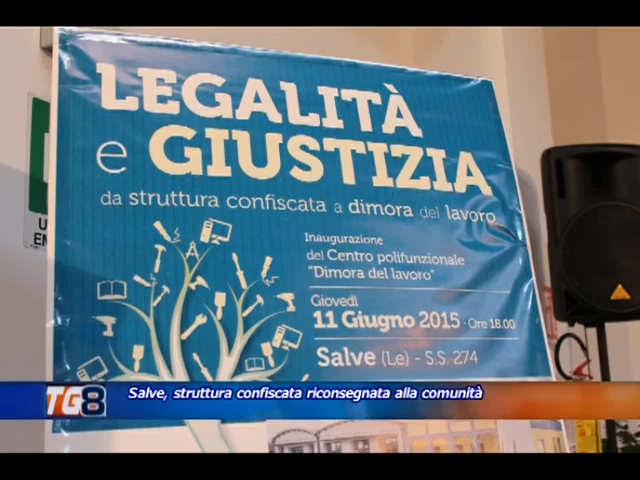 LEGALITÀ
e GIUSTIZIA
da struttura confiscata a dimora del lavoro
Inaugurazione
del Centro polifunzionale
"Dimora del lavoro"
Giovedì
11 Giugno 2015 - Ore 18.00
Salve (Le) - S.S. 274
U
EM
TG8 Salve, struttura confiscata riconsegnata alla comunità